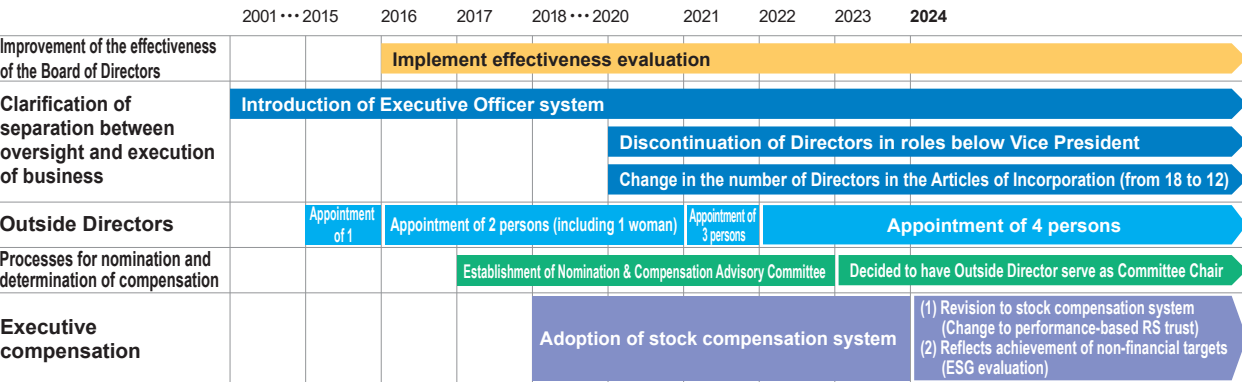 2001 ••• 2015 2016 2017 2018 ••• 2020 2021 2022 2023 2024
Improvement of the effectiveness
of the Board of Directors
Implement effectiveness evaluation
Clarification of
separation between
oversight and execution
of business
Introduction of Executive Officer system
Discontinuation of Directors in roles below Vice President
Change in the number of Directors in the Articles of Incorporation (from 18 to 12)
Outside Directors
Appointment
of 1
Appointment of 2 persons (including 1 woman)
Appointment of
3 persons
Appointment of 4 persons
Processes for nomination and
determination of compensation
Establishment of Nomination & Compensation Advisory Committee
Decided to have Outside Director serve as Committee Chair
Executive
compensation
Adoption of stock compensation system
(1) Revision to stock compensation system
(Change to performance-based RS trust)
(2) Reflects achievement of non-financial targets
(ESG evaluation)